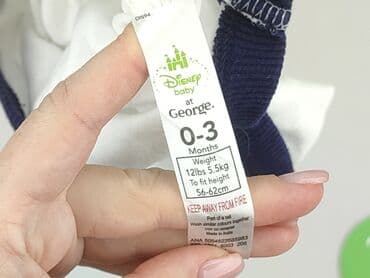 Disney
baby
at
George.
0-3
Months
Weight
12lbs 5.5kg
To fit height
56-62cm
KEEP AWAY FROM FIRE
Part of a set
Wash similar colours together
Made in India